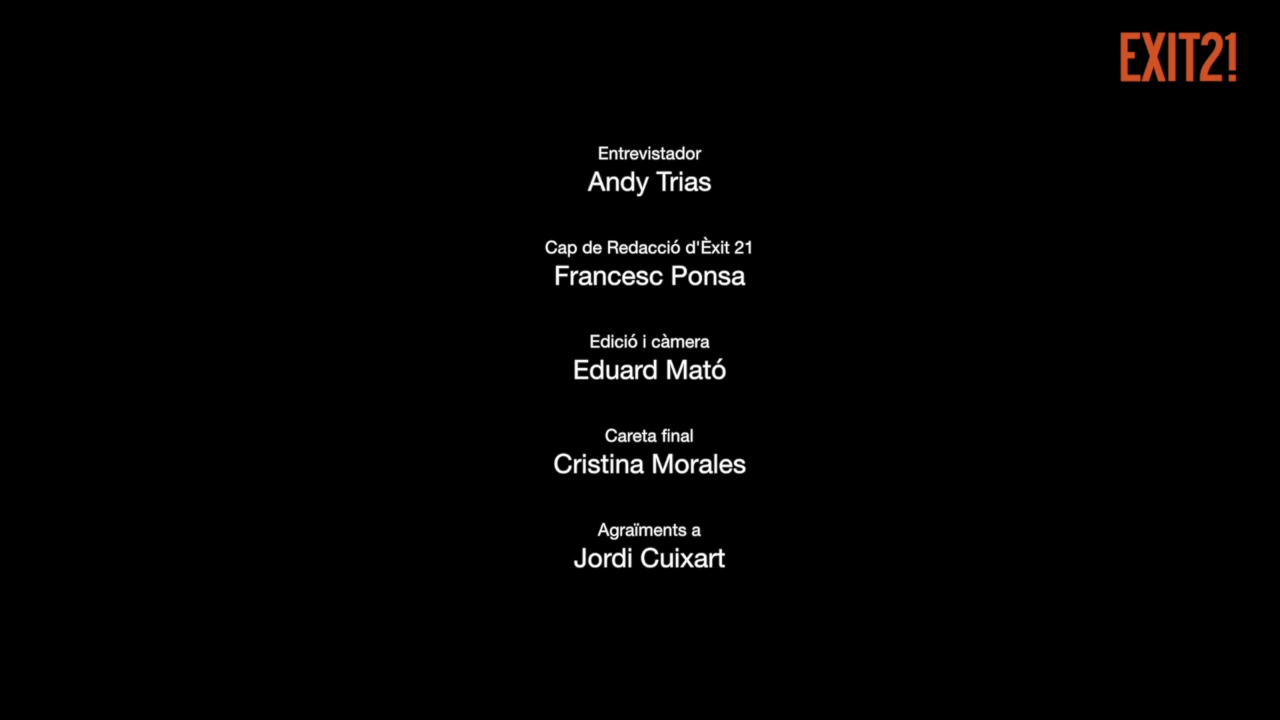 EXIT21!
Entrevistador
Andy Trias
Cap de Redacció d'Èxit 21
Francesc Ponsa
Edició i càmera
Eduard Mató
Careta final
Cristina Morales
Agraïments a
Jordi Cuixart